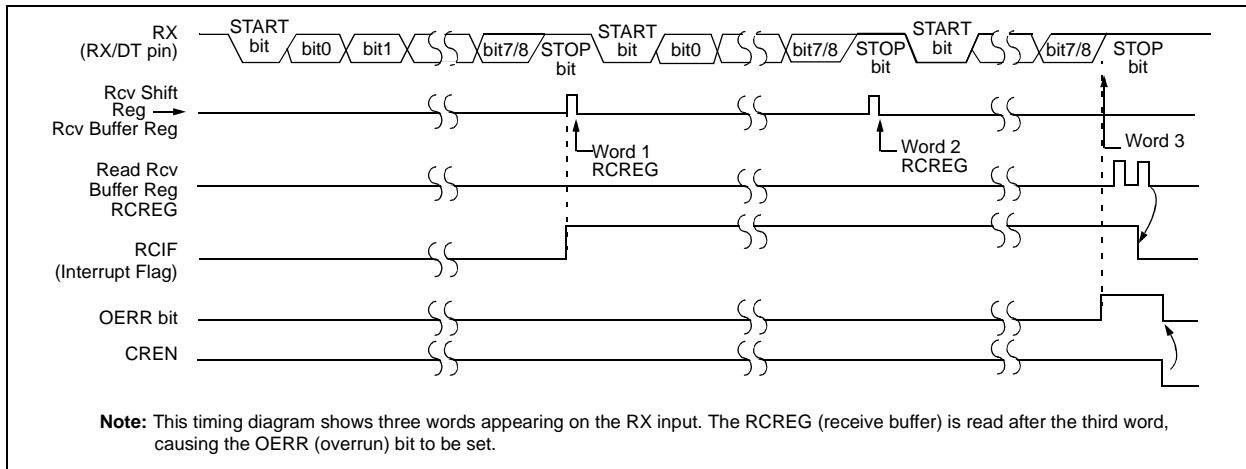 RX
(RX/DT pin)
START
bit
bit0
bit1
bit7/8
STOP
bit
START
bit
bit0
bit7/8
STOP
bit
START
bit
bit7/8
STOP
bit
Rcv Shift
Reg
Rcv Buffer Reg
Word 1
RCREG
Word 2
RCREG
Word 3
Read Rcv
Buffer Reg
RCREG
RCIF
(Interrupt Flag)
OERR bit
CREN
Note: This timing diagram shows three words appearing on the RX input. The RCREG (receive buffer) is read after the third word,
causing the OERR (overrun) bit to be set.